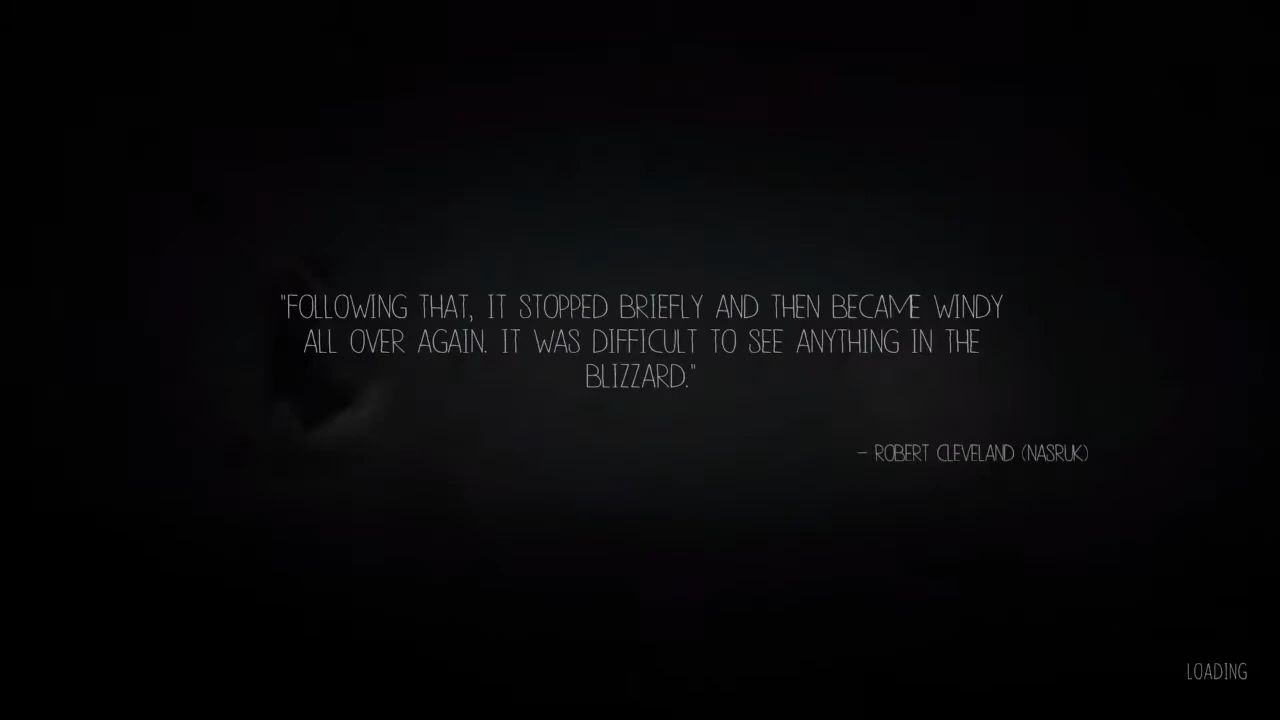 "FOLLOWING THAT, IT STOPPED BRIEFLY AND THEN BECAME WINDY
ALL OVER AGAIN. IT WAS DIFFICULT TO SEE ANYTHING IN THE
BLIZZARD."
– ROBERT CLEVELAND (NASRUK)
LOADING